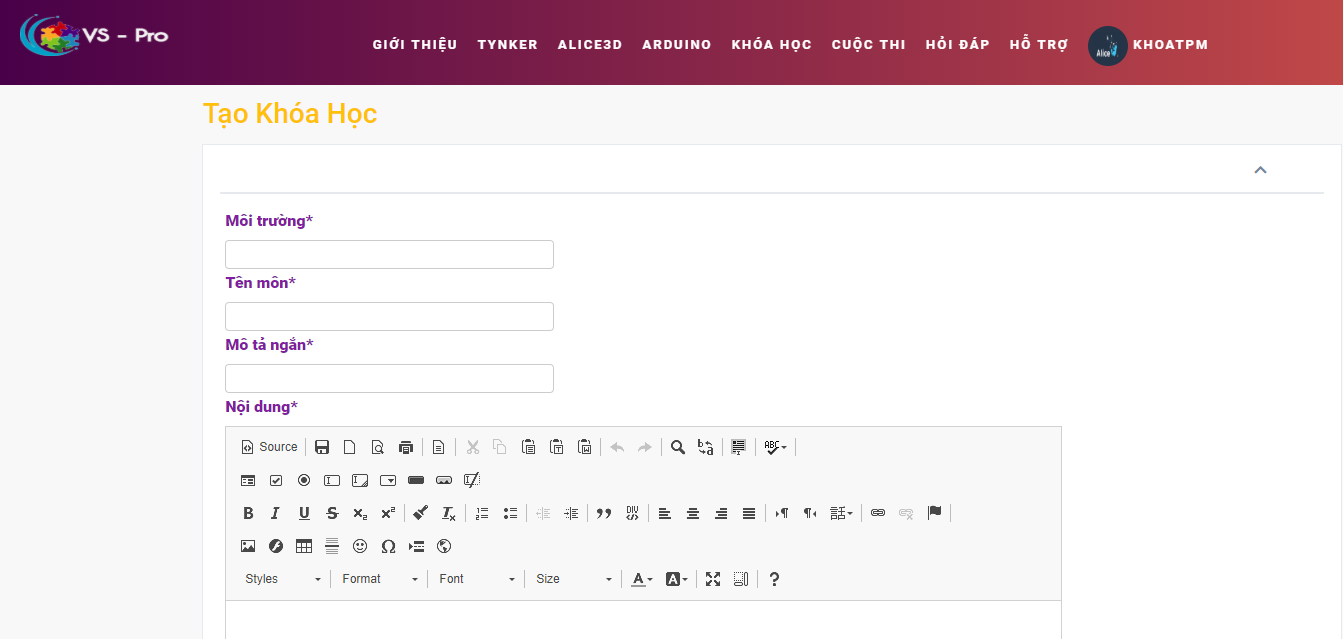 VS - Pro
GIỚI THIỆU TYNKER ALICE3D ARDUINO KHÓA HỌC CUỘC THI HỎI ĐÁP HỖ TRỢ Alice KHOATPM
Tạo Khóa Học
Môi trường*
Tên môn*
Mô tả ngắn*
Nội dung*
Source
Styles Format Font Size